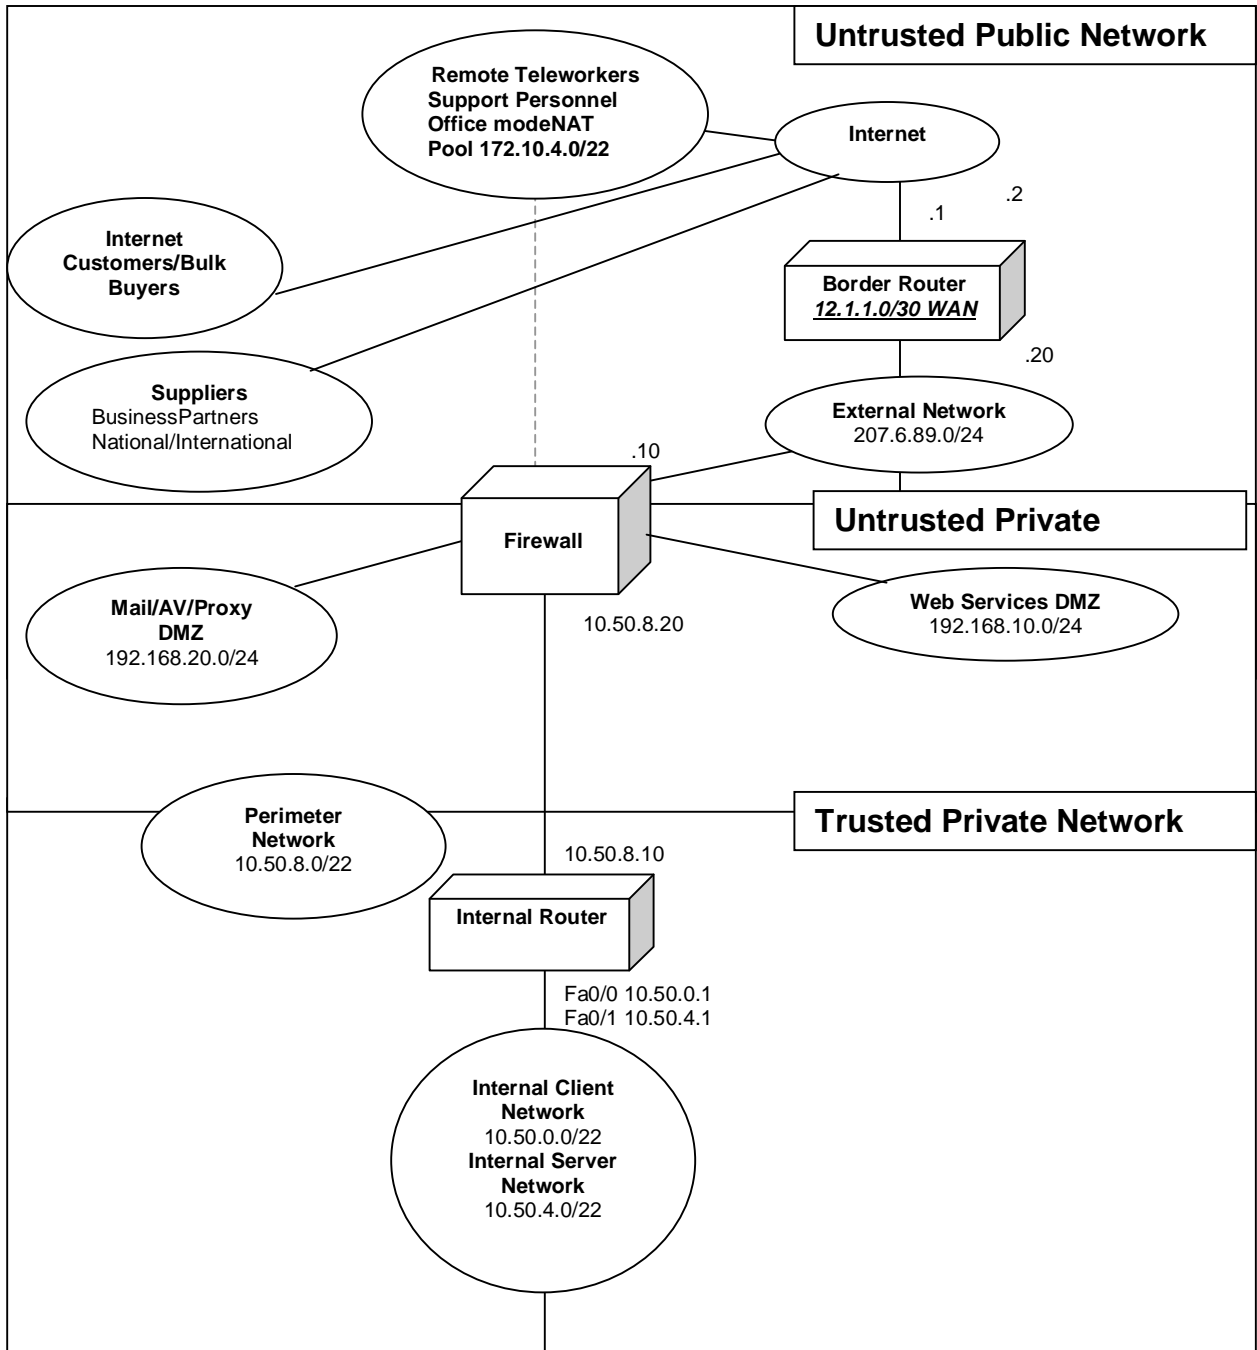 Untrusted Public Network
Remote Teleworkers
Support Personnel
Office modeNAT
Pool 172.10.4.0/22
Internet
.2
.1
Internet
Customers/Bulk
Buyers
Border Router
12.1.1.0/30 WAN
.20
Suppliers
BusinessPartners
National/International
External Network
207.6.89.0/24
.10
Untrusted Private
Firewall
Mail/AV/Proxy
DMZ
192.168.20.0/24
10.50.8.20
Web Services DMZ
192.168.10.0/24
Trusted Private Network
Perimeter
Network
10.50.8.0/22
10.50.8.10
Internal Router
Fa0/0 10.50.0.1
Fa0/1 10.50.4.1
Internal Client
Network
10.50.0.0/22
Internal Server
Network
10.50.4.0/22